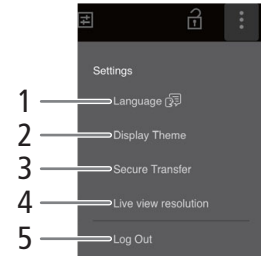 Settings
1 Language
2 Display Theme
3 Secure Transfer
4 Live view resolution
5 Log Out